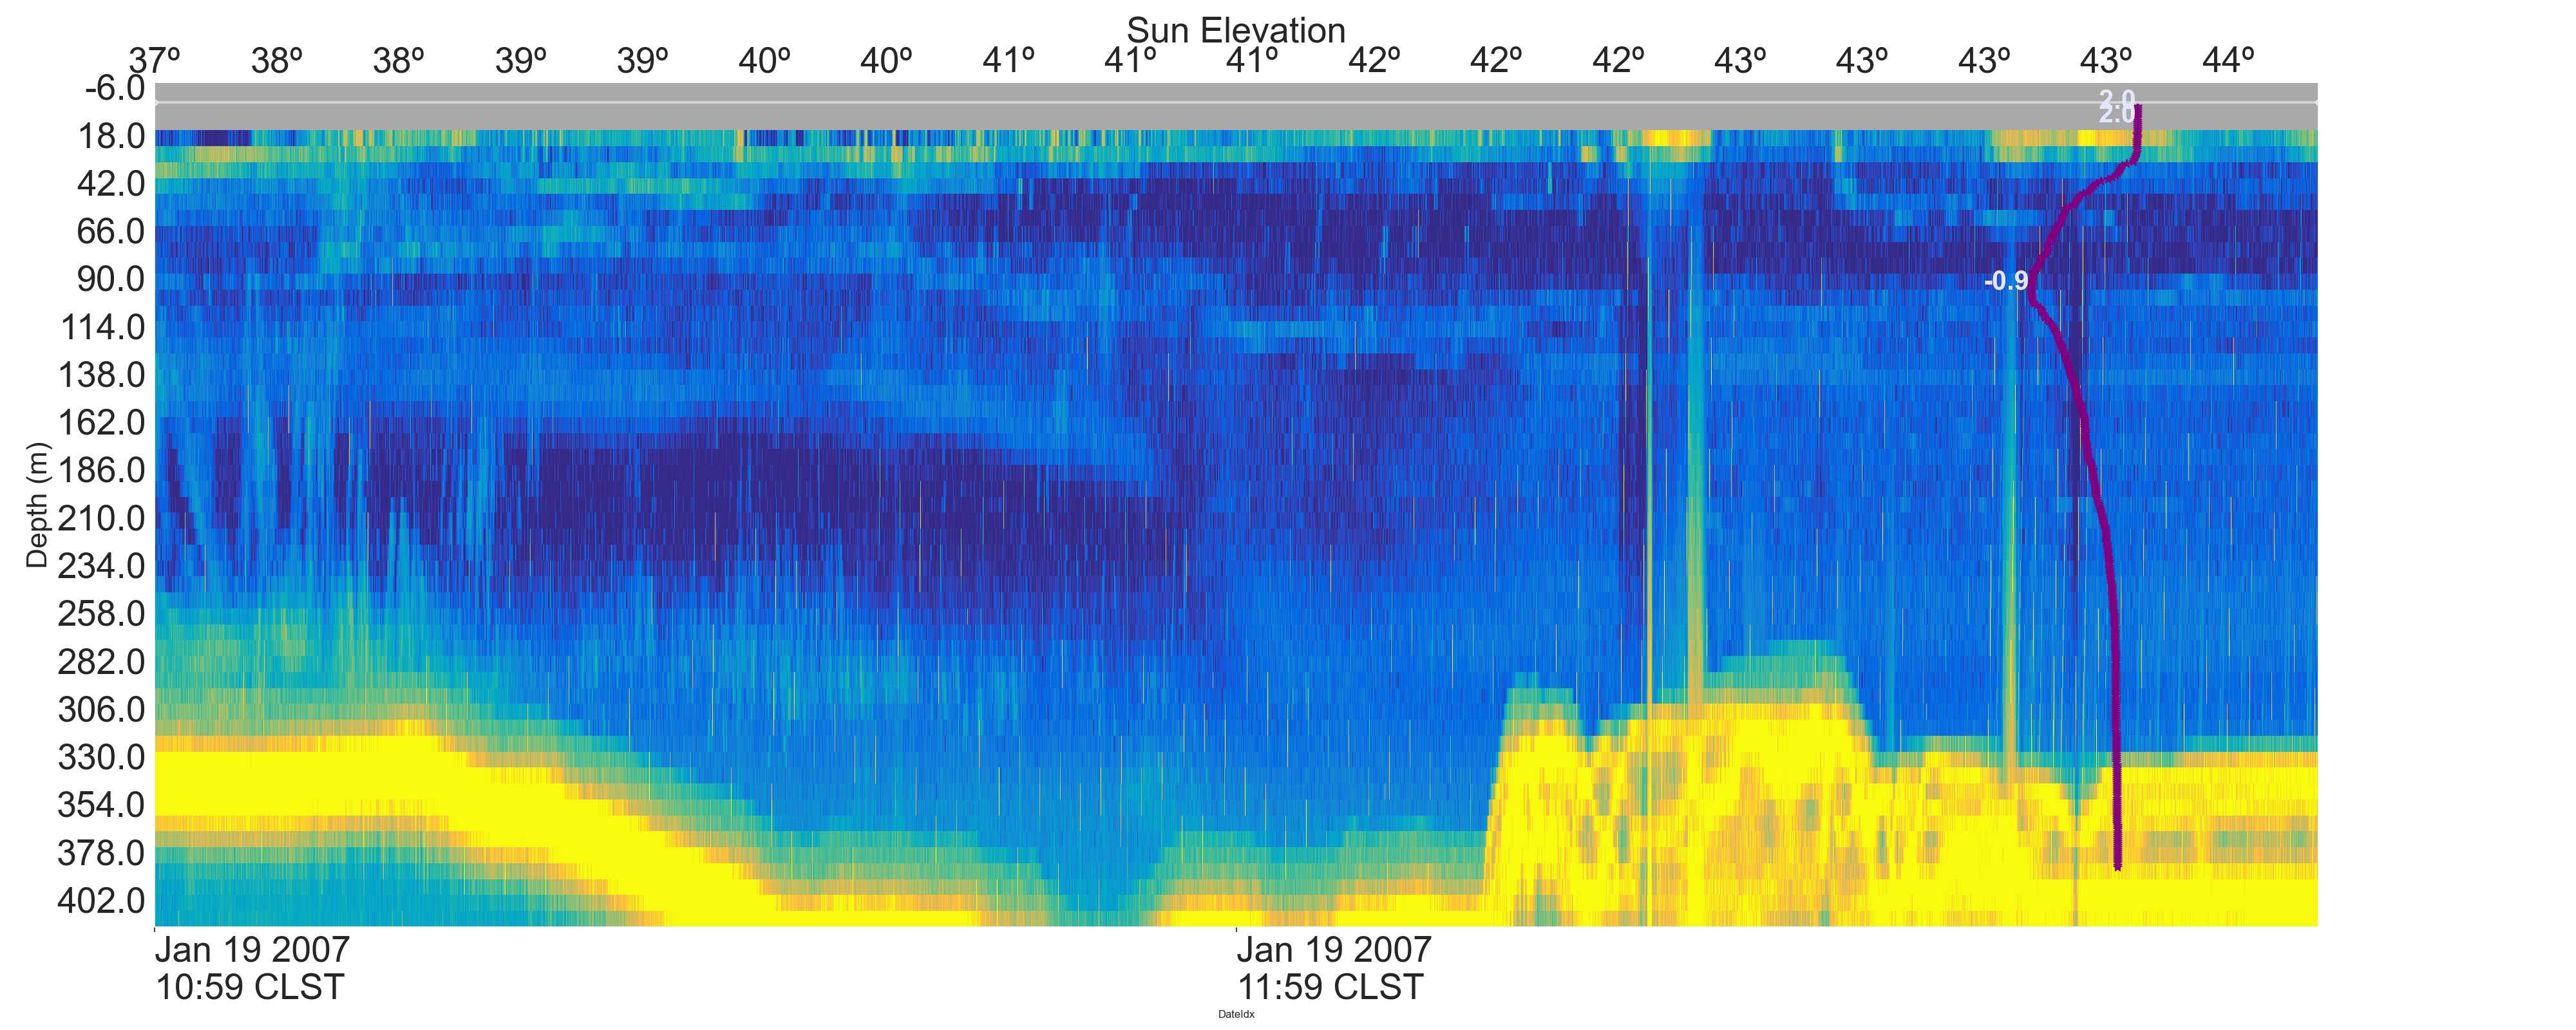 Sun Elevation
37º 38º 38º 39º 39º 40º 40º 41º 41º 41º 42º 42º 42º 43º 43º 43º 43º 44º
-6.0
18.0
42.0
66.0
90.0
114.0
138.0
162.0
186.0
210.0
234.0
258.0
282.0
306.0
330.0
354.0
378.0
402.0
Depth (m)
2.0
2.0
-0.9
Jan 19 2007
10:59 CLST
Jan 19 2007
11:59 CLST
DateIdx